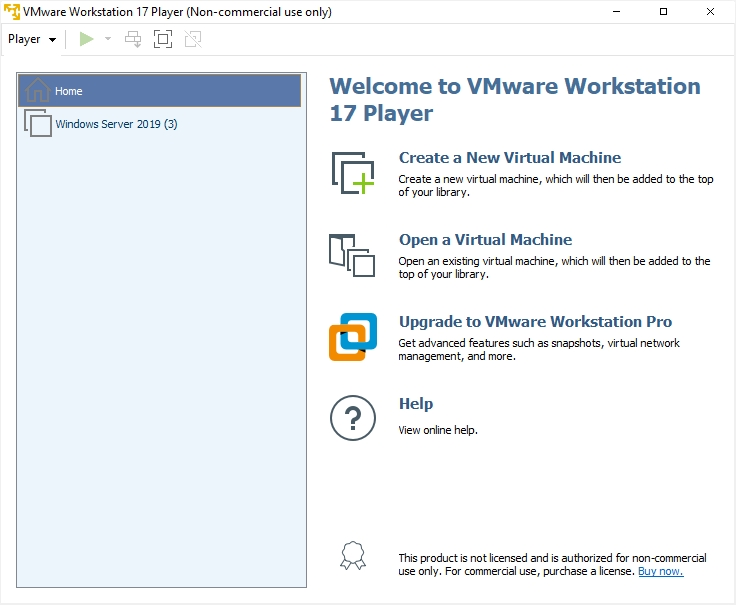 VMware Workstation 17 Player (Non-commercial use only)
Player
Home
Windows Server 2019 (3)
Welcome to VMware Workstation
17 Player
Create a New Virtual Machine
Create a new virtual machine, which will then be added to the top
of your library.
Open a Virtual Machine
Open an existing virtual machine, which will then be added to the
top of your library.
Upgrade to VMware Workstation Pro
Get advanced features such as snapshots, virtual network
management, and more.
?
Help
View online help.
This product is not licensed and is authorized for non-commercial
use only. For commercial use, purchase a license. Buy now.